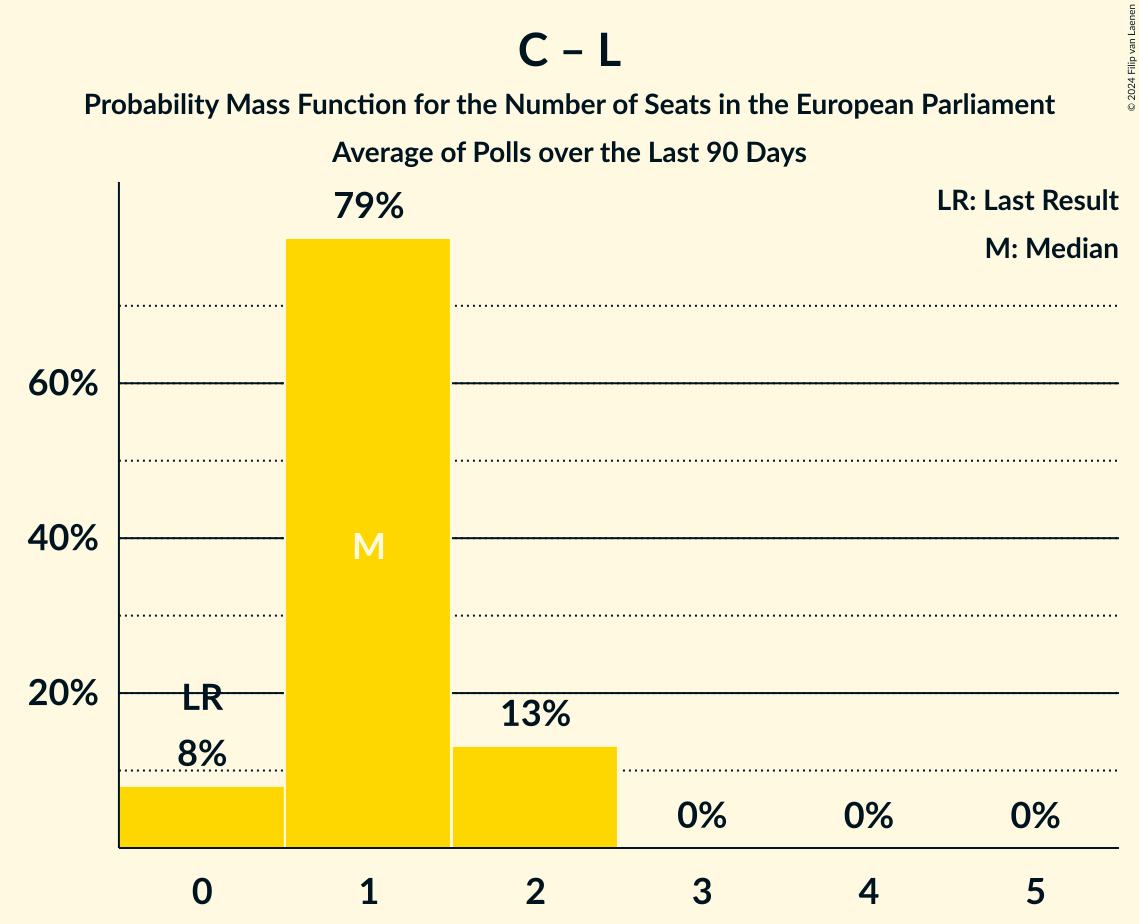 C – L
Probability Mass Function for the Number of Seats in the European Parliament
Average of Polls over the Last 90 Days
© 2024 Filip van Laenen
LR: Last Result
M: Median
79%
60%
40%
M
20%
LR
8%
13%
0%
0%
0%
0
1
2
3
4
5